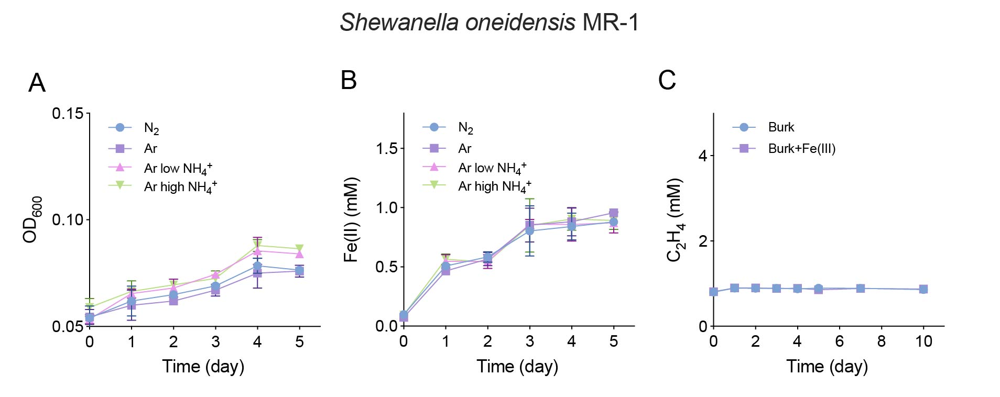 Shewanella oneidensis MR-1
A
0.15
0.10
0.05
OD600
N2
Ar
Ar low NH4+
Ar high NH4+
0 1 2 3 4 5
Time (day)
B
1.5
1.0
0.5
0.0
Fe(II) (mM)
N2
Ar
Ar low NH4+
Ar high NH4+
0 1 2 3 4 5
Time (day)
C
4
2
0
C2H4 (mM)
Burk
Burk+Fe(III)
0 2 4 6 8 10
Time (day)